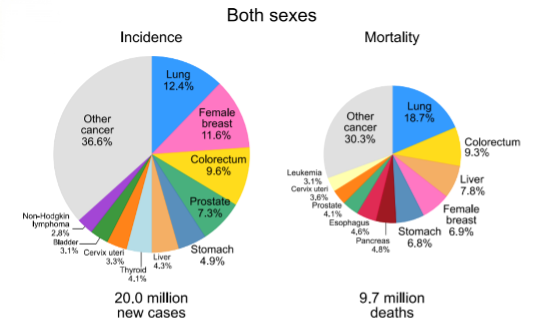 Both sexes
Incidence
Lung
12.4%
Female
breast
11.6%
Colorectum
9.6%
Prostate
7.3%
Stomach
4.9%
Liver
4.3%
Thyroid
4.1%
Cervix uteri
3.3%
Bladder
3.1%
Non-Hodgkin
lymphoma
2.8%
Other
cancer
36.6%
20.0 million
new cases
Mortality
Lung
18.7%
Colorectum
9.3%
Liver
7.8%
Female
breast
6.9%
Stomach
6.8%
Pancreas
4.8%
Esophagus
4.6%
Prostate
4.1%
Cervix uteri
3.6%
Leukemia
3.1%
Other
cancer
30.3%
9.7 million
deaths